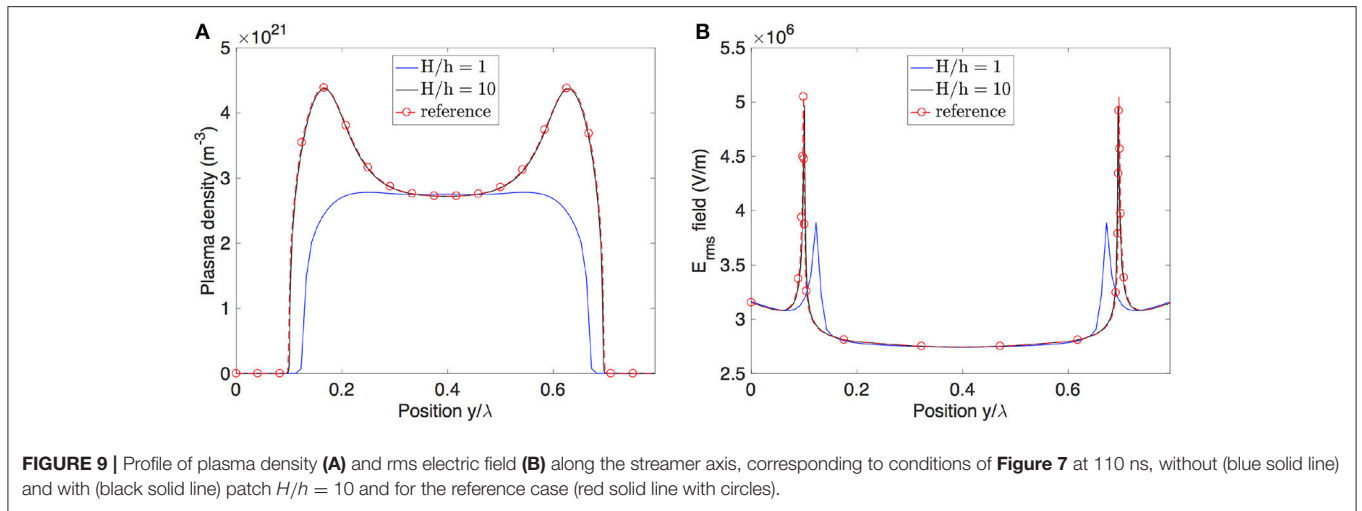 A
×10²¹
5
4
3
2
1
0
Plasma density (m⁻³)
H/h = 1
H/h = 10
reference
0
0.2
0.4
0.6
Position y/λ
B
×10⁶
5.5
5
4.5
4
3.5
3
2.5
E_rms field (V/m)
H/h = 1
H/h = 10
reference
0
0.2
0.4
0.6
Position y/λ
FIGURE 9 | Profile of plasma density (A) and rms electric field (B) along the streamer axis, corresponding to conditions of Figure 7 at 110 ns, without (blue solid line)
and with (black solid line) patch H/h = 10 and for the reference case (red solid line with circles).